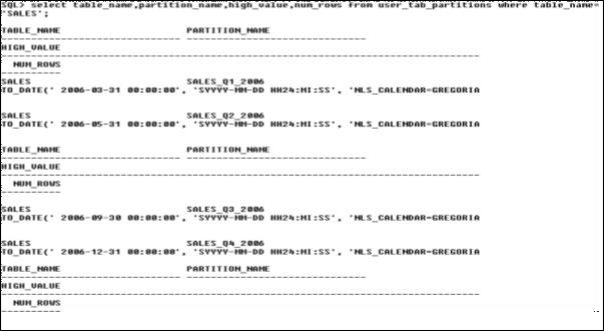 SQL> select table_name,partition_name,high_value,num_rows from user_tab_partitions where table_name=
'SALES';
TABLE_NAME PARTITION_NAME
------------------------------ ------------------------------
HIGH_VALUE
--------------------------------------------------------------------------------
NUM_ROWS
----------
SALES SALES_Q1_2006
TO_DATE(' 2006-03-31 00:00:00', 'SYYYY-MM-DD HH24:MI:SS', 'NLS_CALENDAR=GREGORIA
SALES SALES_Q2_2006
TO_DATE(' 2006-05-31 00:00:00', 'SYYYY-MM-DD HH24:MI:SS', 'NLS_CALENDAR=GREGORIA
TABLE_NAME PARTITION_NAME
------------------------------ ------------------------------
HIGH_VALUE
--------------------------------------------------------------------------------
NUM_ROWS
----------
SALES SALES_Q3_2006
TO_DATE(' 2006-09-30 00:00:00', 'SYYYY-MM-DD HH24:MI:SS', 'NLS_CALENDAR=GREGORIA
SALES SALES_Q4_2006
TO_DATE(' 2006-12-31 00:00:00', 'SYYYY-MM-DD HH24:MI:SS', 'NLS_CALENDAR=GREGORIA
TABLE_NAME PARTITION_NAME
------------------------------ ------------------------------
HIGH_VALUE
--------------------------------------------------------------------------------
NUM_ROWS
----------